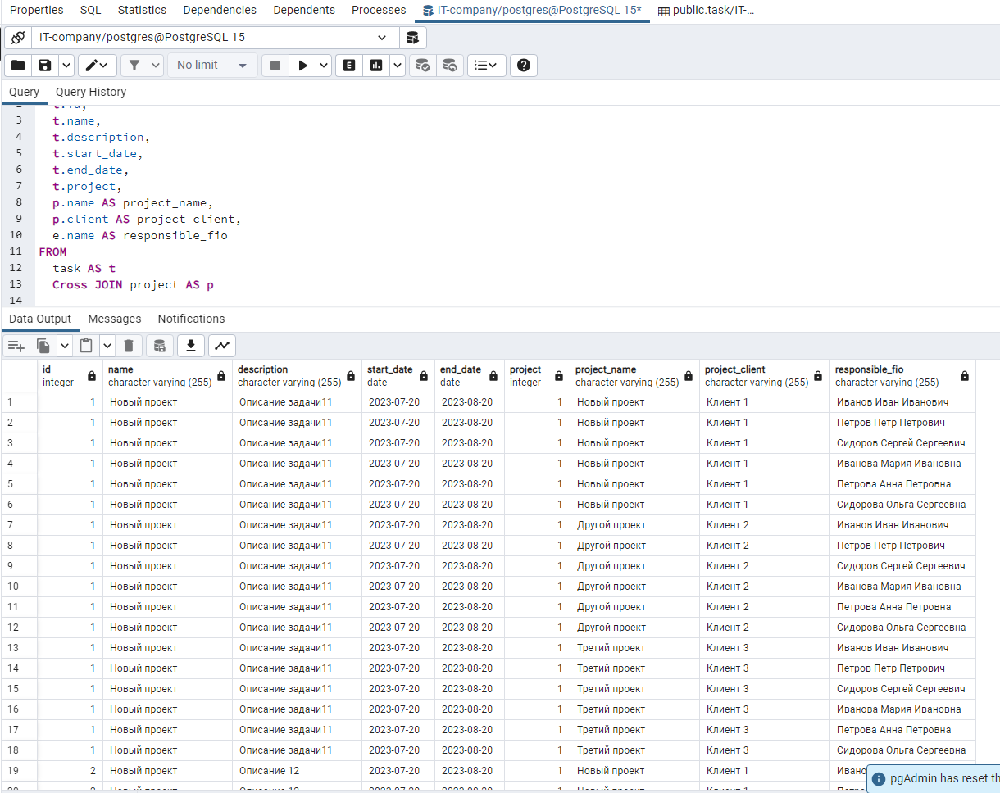 Properties SQL Statistics Dependencies Dependents Processes IT-company/postgres@PostgreSQL 15* public.task/IT-...
IT-company/postgres@PostgreSQL 15
No limit E
Query Query History
2 t.id,
3 t.name,
4 t.description,
5 t.start_date,
6 t.end_date,
7 t.project,
8 p.name AS project_name,
9 p.client AS project_client,
10 e.name AS responsible_fio
11 FROM
12 task AS t
13 Cross JOIN project AS p
14
Data Output Messages Notifications
id name description start_date end_date project project_name project_client responsible_fio
integer character varying (255) character varying (255) date date integer character varying (255) character varying (255) character varying (255)
1 1 Новый проект Описание задачи11 2023-07-20 2023-08-20 1 Новый проект Клиент 1 Иванов Иван Иванович
2 1 Новый проект Описание задачи11 2023-07-20 2023-08-20 1 Новый проект Клиент 1 Петров Петр Петрович
3 1 Новый проект Описание задачи11 2023-07-20 2023-08-20 1 Новый проект Клиент 1 Сидоров Сергей Сергеевич
4 1 Новый проект Описание задачи11 2023-07-20 2023-08-20 1 Новый проект Клиент 1 Иванова Мария Ивановна
5 1 Новый проект Описание задачи11 2023-07-20 2023-08-20 1 Новый проект Клиент 1 Петрова Анна Петровна
6 1 Новый проект Описание задачи11 2023-07-20 2023-08-20 1 Новый проект Клиент 1 Сидорова Ольга Сергеевна
7 1 Новый проект Описание задачи11 2023-07-20 2023-08-20 1 Другой проект Клиент 2 Иванов Иван Иванович
8 1 Новый проект Описание задачи11 2023-07-20 2023-08-20 1 Другой проект Клиент 2 Петров Петр Петрович
9 1 Новый проект Описание задачи11 2023-07-20 2023-08-20 1 Другой проект Клиент 2 Сидоров Сергей Сергеевич
10 1 Новый проект Описание задачи11 2023-07-20 2023-08-20 1 Другой проект Клиент 2 Иванова Мария Ивановна
11 1 Новый проект Описание задачи11 2023-07-20 2023-08-20 1 Другой проект Клиент 2 Петрова Анна Петровна
12 1 Новый проект Описание задачи11 2023-07-20 2023-08-20 1 Другой проект Клиент 2 Сидорова Ольга Сергеевна
13 1 Новый проект Описание задачи11 2023-07-20 2023-08-20 1 Третий проект Клиент 3 Иванов Иван Иванович
14 1 Новый проект Описание задачи11 2023-07-20 2023-08-20 1 Третий проект Клиент 3 Петров Петр Петрович
15 1 Новый проект Описание задачи11 2023-07-20 2023-08-20 1 Третий проект Клиент 3 Сидоров Сергей Сергеевич
16 1 Новый проект Описание задачи11 2023-07-20 2023-08-20 1 Третий проект Клиент 3 Иванова Мария Ивановна
17 1 Новый проект Описание задачи11 2023-07-20 2023-08-20 1 Третий проект Клиент 3 Петрова Анна Петровна
18 1 Новый проект Описание задачи11 2023-07-20 2023-08-20 1 Третий проект Клиент 3 Сидорова Ольга Сергеевна
19 2 Новый проект Описание 12 2023-07-20 2023-08-20 1 Новый проект Клиент 1 Ивано
pgAdmin has reset th